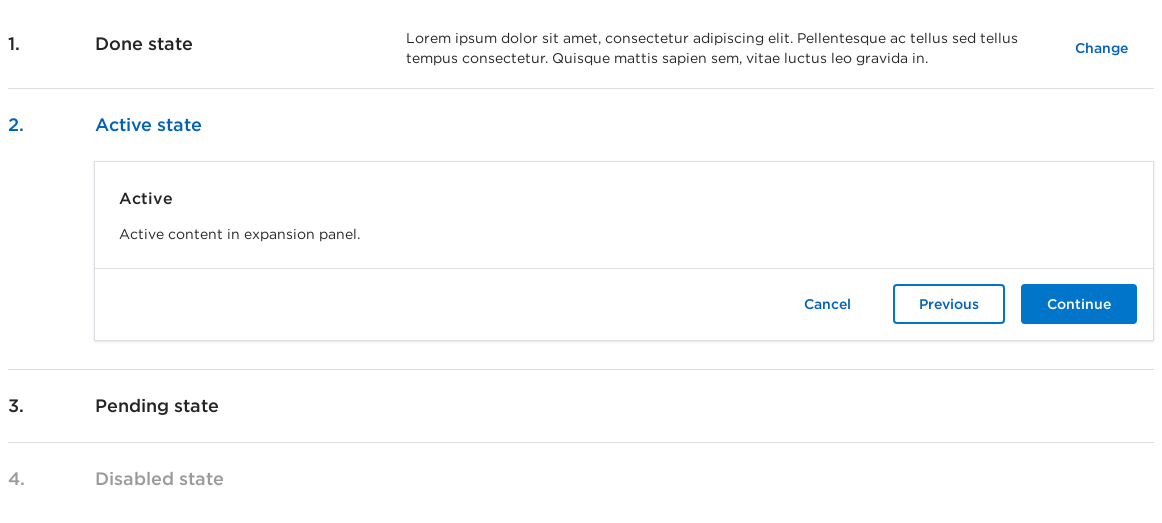 1. Done state
Lorem ipsum dolor sit amet, consectetur adipiscing elit. Pellentesque ac tellus sed tellus
tempus consectetur. Quisque mattis sapien sem, vitae luctus leo gravida in.
Change
2. Active state
Active
Active content in expansion panel.
Cancel Previous Continue
3. Pending state
4. Disabled state